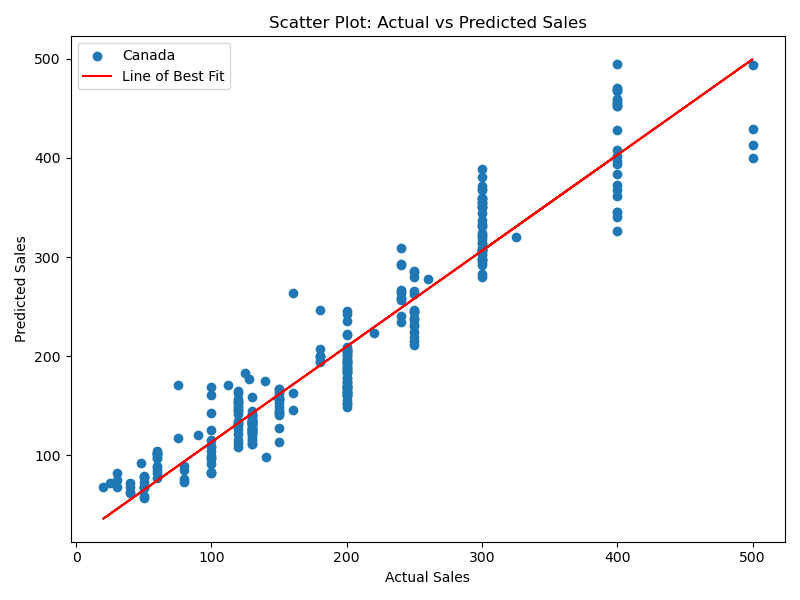 Scatter Plot: Actual vs Predicted Sales
Canada
Line of Best Fit
500
400
300
200
100
Predicted Sales
0 100 200 300 400 500
Actual Sales